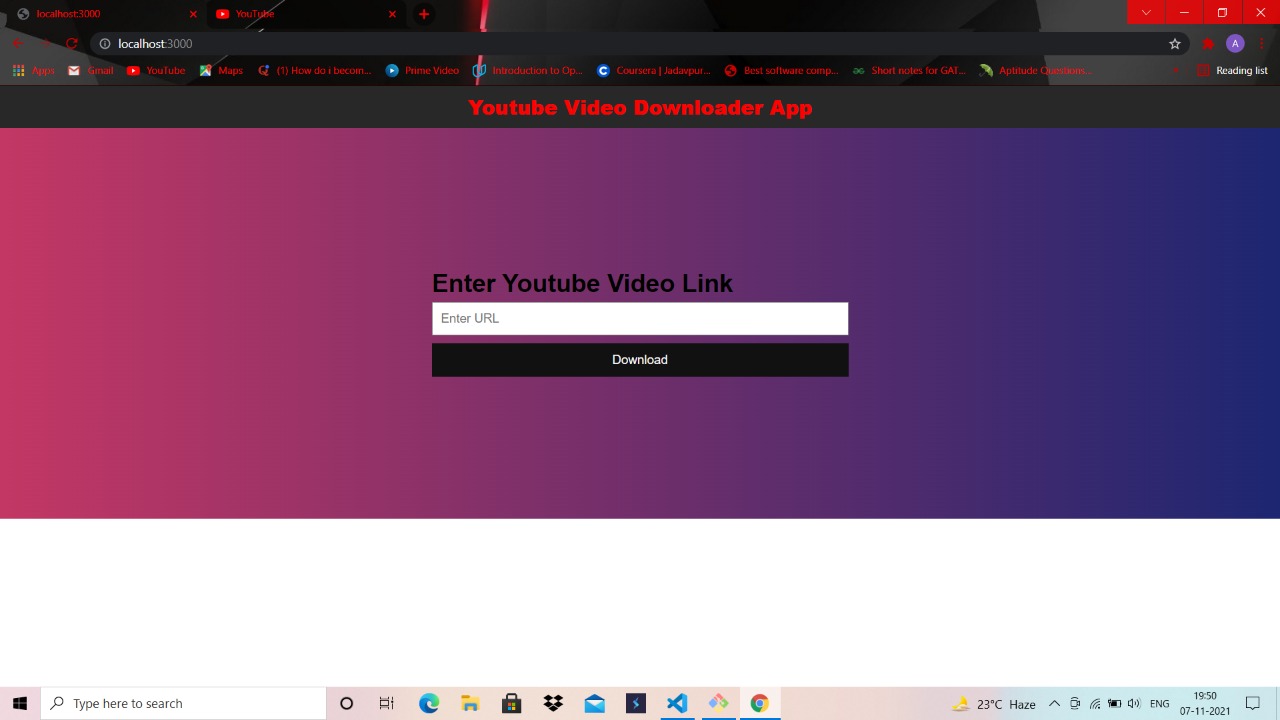 localhost:3000
YouTube
localhost:3000
A
Apps
Gmail
YouTube
Maps
(1) How do i becom...
Prime Video
Introduction to Op...
Coursera | Jadavpur...
Best software comp...
Short notes for GAT...
Aptitude Questions...
Reading list
Youtube Video Downloader App
Enter Youtube Video Link
Enter URL
Download
Type here to search
23°C Haze
ENG
19:50
07-11-2021